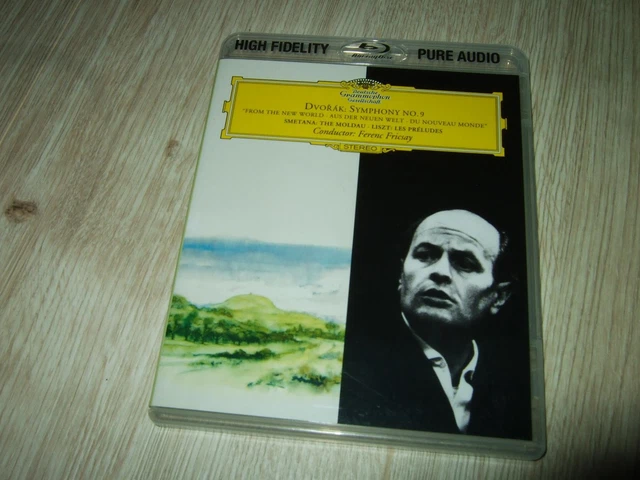 HIGH FIDELITY
PURE AUDIO
Deutsche
Grammophon
Gesellschaft
DVOŘÁK: SYMPHONY NO. 9
"FROM THE NEW WORLD · AUS DER NEUEN WELT · DU NOUVEAU MONDE"
SMETANA: THE MOLDAU · LISZT: LES PRÉLUDES
Conductor: Ferenc Fricsay
STEREO